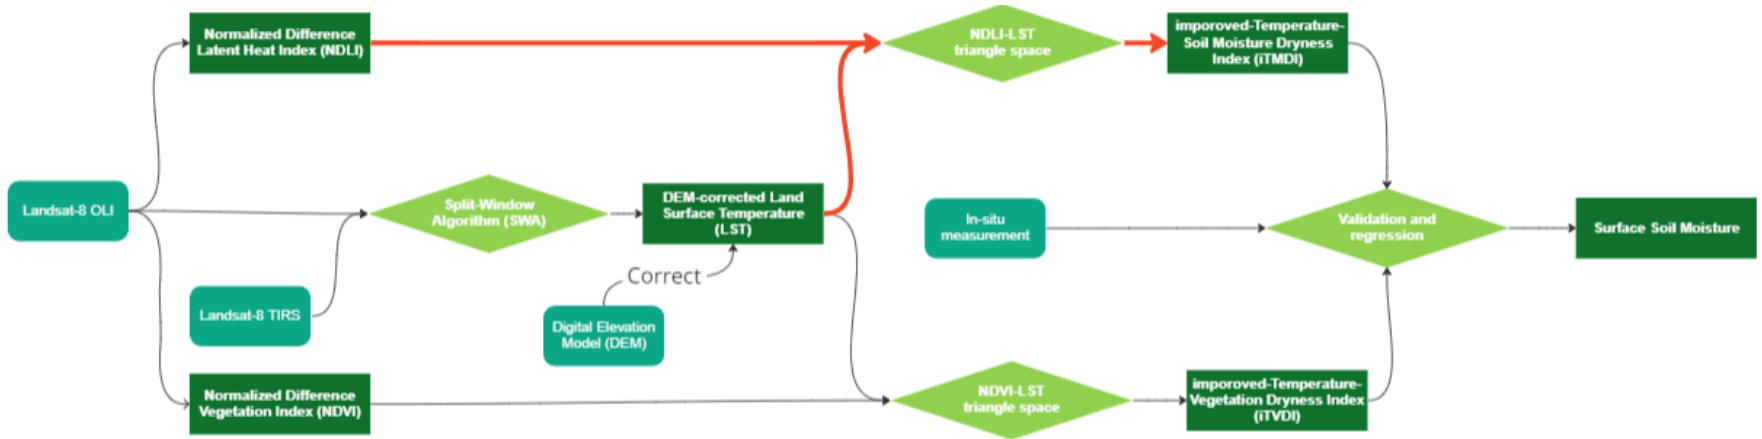 Normalized Difference
Latent Heat Index (NDLI)
NDLI-LST
triangle space
imporoved-Temperature-
Soil Moisture Dryness
Index (iTMDI)
Landsat-8 OLI
Split-Window
Algorithm (SWA)
DEM-corrected Land
Surface Temperature
(LST)
In-situ
measurement
Validation and
regression
Surface Soil Moisture
Correct
Landsat-8 TIRS
Digital Elevation
Model (DEM)
Normalized Difference
Vegetation Index (NDVI)
NDVI-LST
triangle space
imporoved-Temperature-
Vegetation Dryness Index
(iTVDI)